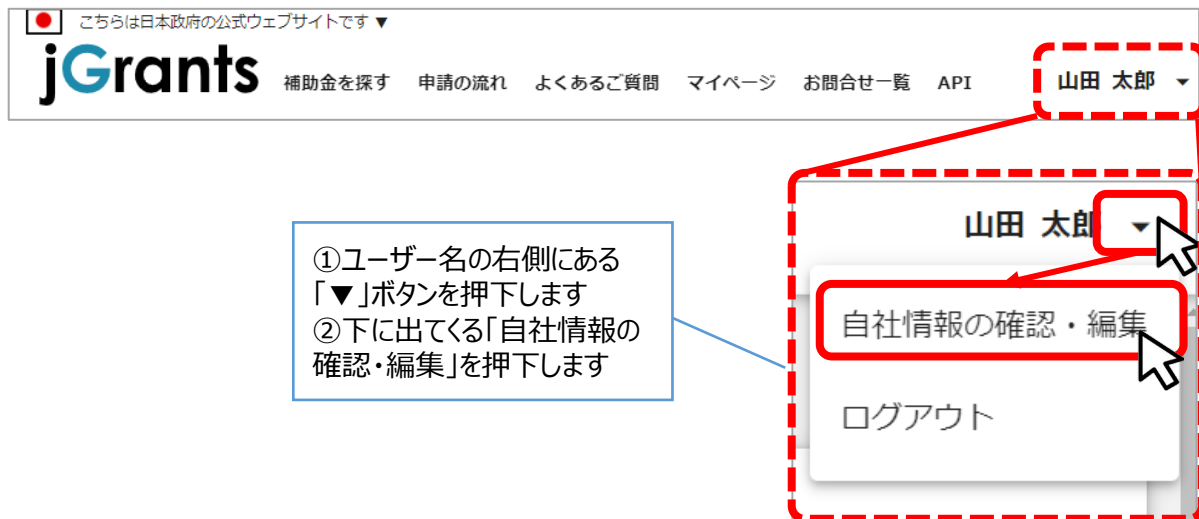 こちらは日本政府の公式ウェブサイトです ▼
jGrants 補助金を探す 申請の流れ よくあるご質問 マイページ お問合せ一覧 API 山田 太郎 ▼
山田 太郎 ▼
①ユーザー名の右側にある
「▼」ボタンを押下します
②下に出てくる「自社情報の
確認・編集」を押下します
自社情報の確認・編集
ログアウト